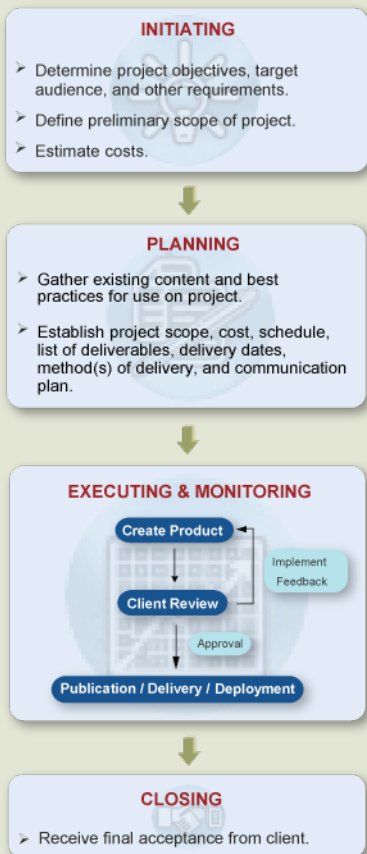 INITIATING
➢ Determine project objectives, target
audience, and other requirements.
➢ Define preliminary scope of project.
➢ Estimate costs.
PLANNING
➢ Gather existing content and best
practices for use on project.
➢ Establish project scope, cost, schedule,
list of deliverables, delivery dates,
method(s) of delivery, and communication
plan.
EXECUTING & MONITORING
Create Product
Implement
Feedback
Client Review
Approval
Publication / Delivery / Deployment
CLOSING
➢ Receive final acceptance from client.